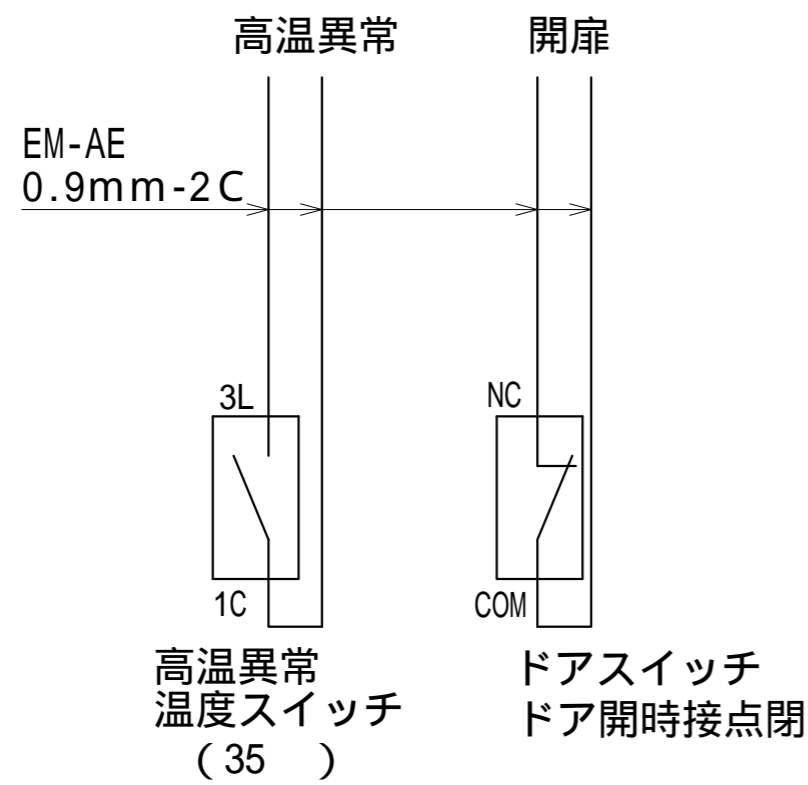 高温異常
開扉
EM-AE
0.9mm-2C
3L
NC
1C
COM
高温異常
温度スイッチ
(35 )
ドアスイッチ
ドア開時接点閉